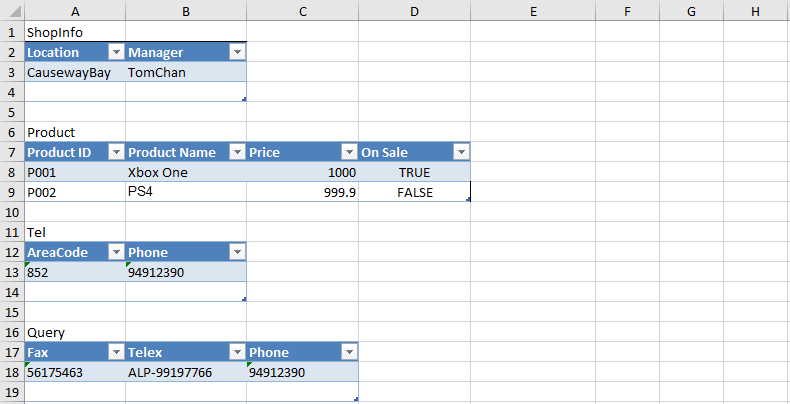 A B C D E F G H
1 ShopInfo
2 Location Manager
3 CausewayBay TomChan
4
5
6 Product
7 Product ID Product Name Price On Sale
8 P001 Xbox One 1000 TRUE
9 P002 PS4 999.9 FALSE
10
11 Tel
12 AreaCode Phone
13 852 94912390
14
15
16 Query
17 Fax Telex Phone
18 56175463 ALP-99197766 94912390
19